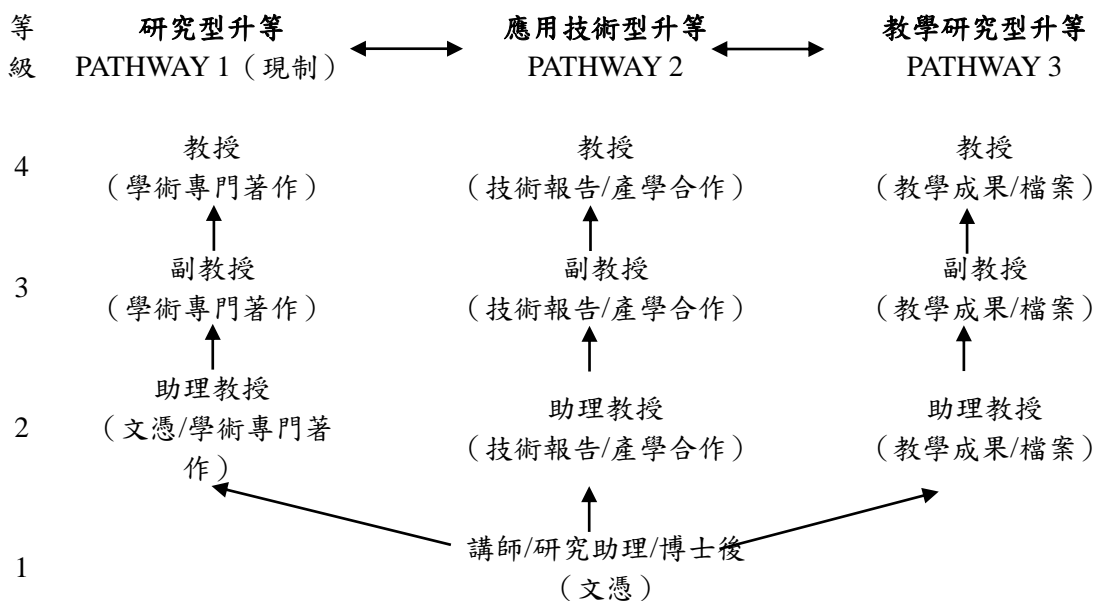 等 研究型升等 應用技術型升等 教學研究型升等
級 PATHWAY 1（現制） PATHWAY 2 PATHWAY 3
4
教授 教授 教授
（學術專門著作） （技術報告/產學合作） （教學成果/檔案）
3
副教授 副教授 副教授
（學術專門著作） （技術報告/產學合作） （教學成果/檔案）
2
助理教授 助理教授 助理教授
（文憑/學術專門著 （技術報告/產學合作） （教學成果/檔案）
作）
1
講師/研究助理/博士後
（文憑）